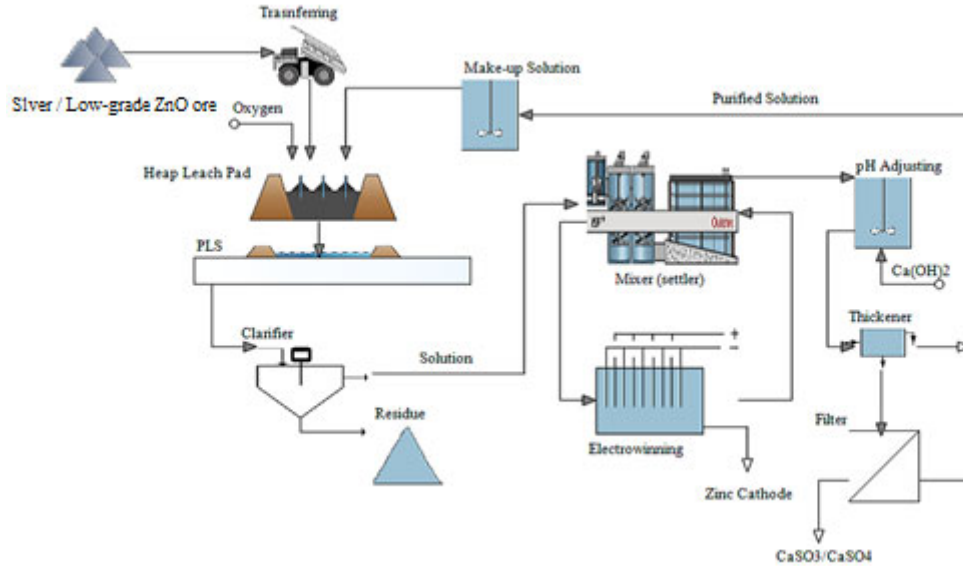 Trasnferring
Make-up Solution
Purified Solution
Slver / Low-grade ZnO ore
Oxygen
Heap Leach Pad
pH Adjusting
PLS
Mixer (settler)
Ca(OH)2
Clarifier
Solution
+
−
Thickener
Residue
Filter
Electrowinning
Zinc Cathode
CaSO3/CaSO4